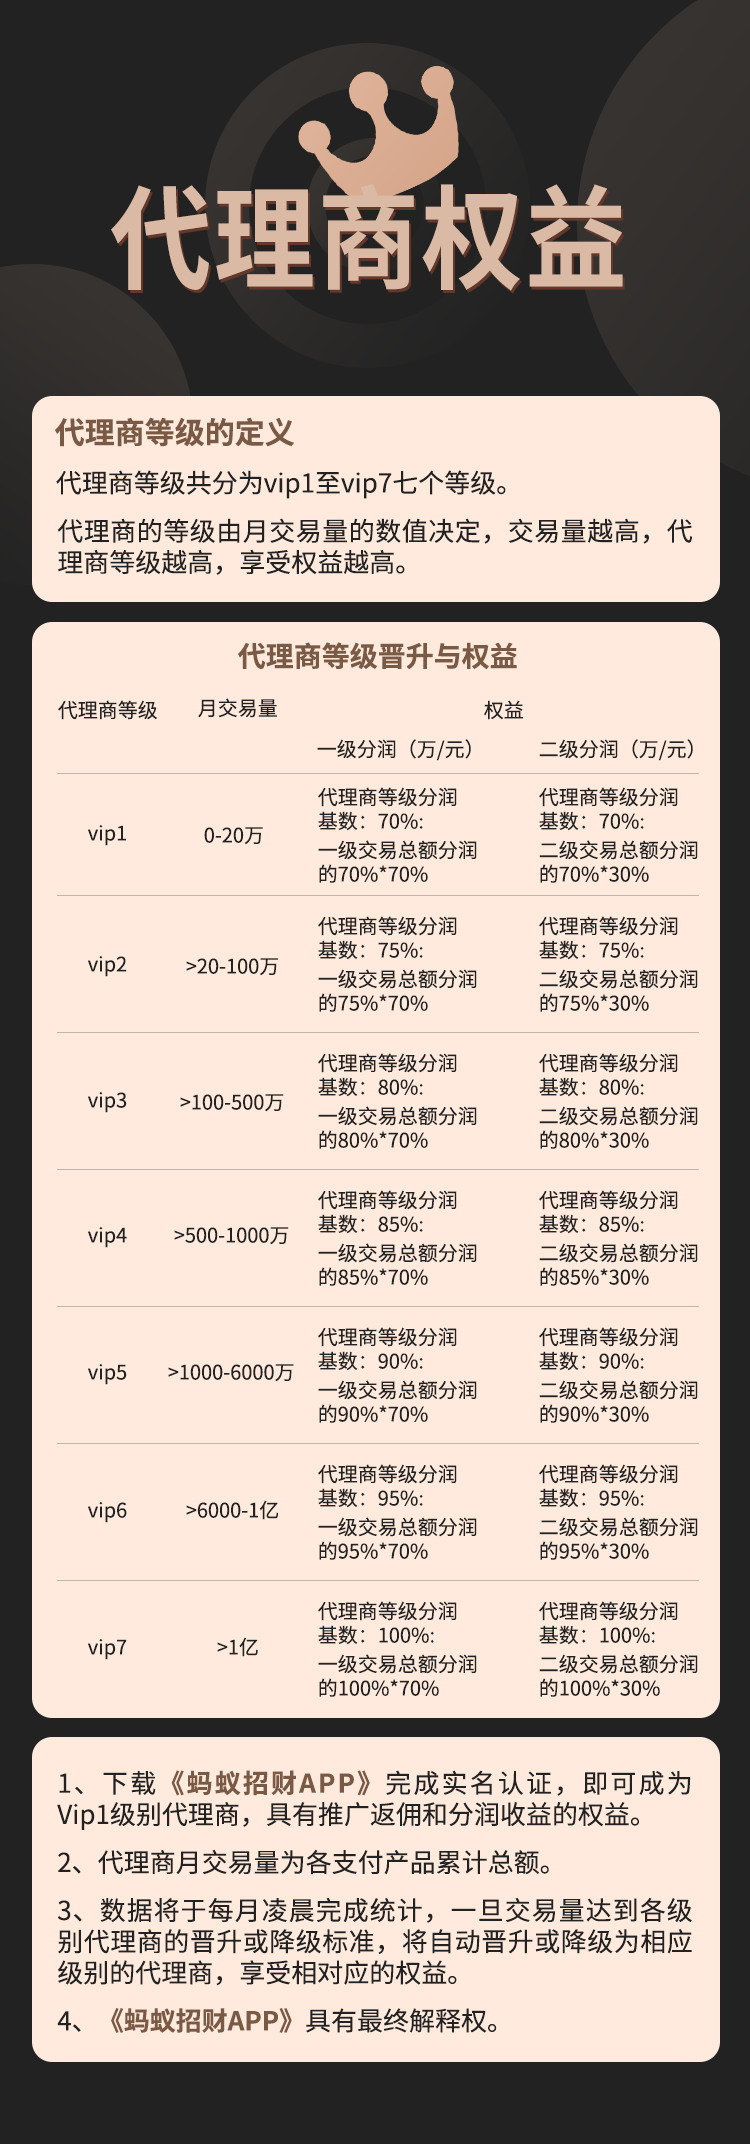 代理商权益
代理商等级的定义
代理商等级共分为vip1至vip7七个等级。
代理商的等级由月交易量的数值决定，交易量越高，代
理商等级越高，享受权益越高。
代理商等级晋升与权益
代理商等级 月交易量 权益
一级分润（万/元） 二级分润（万/元）
代理商等级分润 代理商等级分润
基数：70%: 基数：70%:
vip1 0-20万
一级交易总额分润 二级交易总额分润
的70%*70% 的70%*30%
代理商等级分润 代理商等级分润
基数：75%: 基数：75%:
vip2 >20-100万
一级交易总额分润 二级交易总额分润
的75%*70% 的75%*30%
代理商等级分润 代理商等级分润
基数：80%: 基数：80%:
vip3 >100-500万
一级交易总额分润 二级交易总额分润
的80%*70% 的80%*30%
代理商等级分润 代理商等级分润
基数：85%: 基数：85%:
vip4 >500-1000万
一级交易总额分润 二级交易总额分润
的85%*70% 的85%*30%
代理商等级分润 代理商等级分润
基数：90%: 基数：90%:
vip5 >1000-6000万
一级交易总额分润 二级交易总额分润
的90%*70% 的90%*30%
代理商等级分润 代理商等级分润
基数：95%: 基数：95%:
vip6 >6000-1亿
一级交易总额分润 二级交易总额分润
的95%*70% 的95%*30%
代理商等级分润 代理商等级分润
基数：100%: 基数：100%:
vip7 >1亿
一级交易总额分润 二级交易总额分润
的100%*70% 的100%*30%
1、下载《蚂蚁招财APP》完成实名认证，即可成为
Vip1级别代理商，具有推广返佣和分润收益的权益。
2、代理商月交易量为各支付产品累计总额。
3、数据将于每月凌晨完成统计，一旦交易量达到各级
别代理商的晋升或降级标准，将自动晋升或降级为相应
级别的代理商，享受相对应的权益。
4、《蚂蚁招财APP》具有最终解释权。